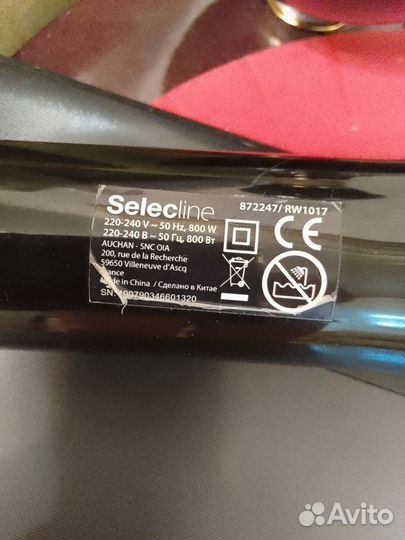 Selecline
872247/ RW1017
220-240 V ~ 50 Hz, 800 W
220-240 В ~ 50 Гц, 800 Вт
AUCHAN - SNC OIA
200, rue de la Recherche
59650 Villeneuve d'Ascq
France
Made in China / Сделано в Китае
CE
Avito